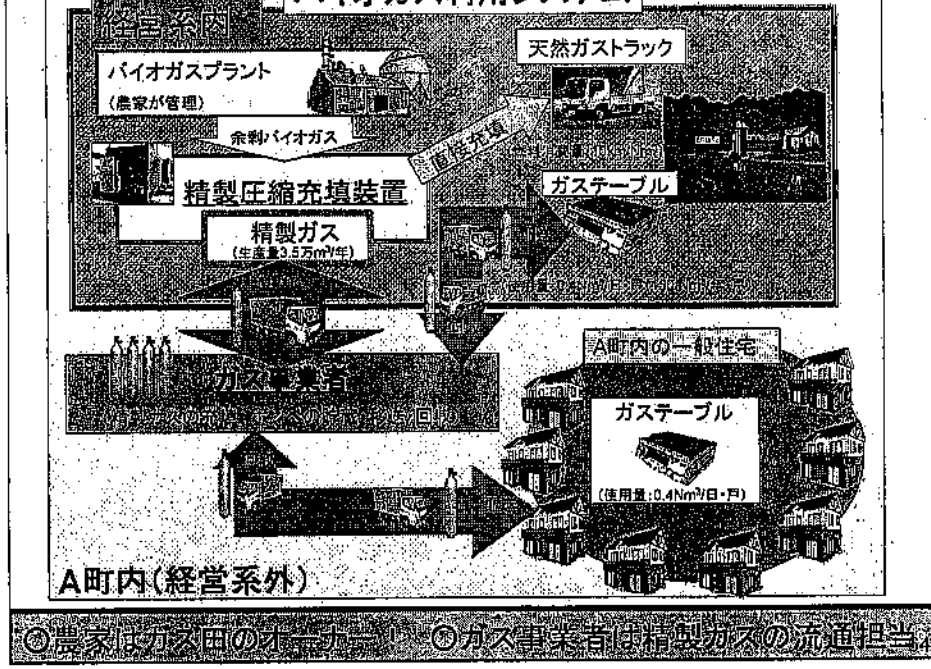 経営系内
バイオガスプラント
(農家が管理)
余剰バイオガス
精製圧縮充填装置
精製ガス
(生産量3.5万m³/年)
直接充填
天然ガストラック
ガステーブル
ガス事業者
A町内の一般住宅
ガステーブル
(使用量:0.4Nm³/日・戸)
A町内(経営系外)
◎農家はガス田のオーナー! ◎ガス事業者は精製ガスの流通担当